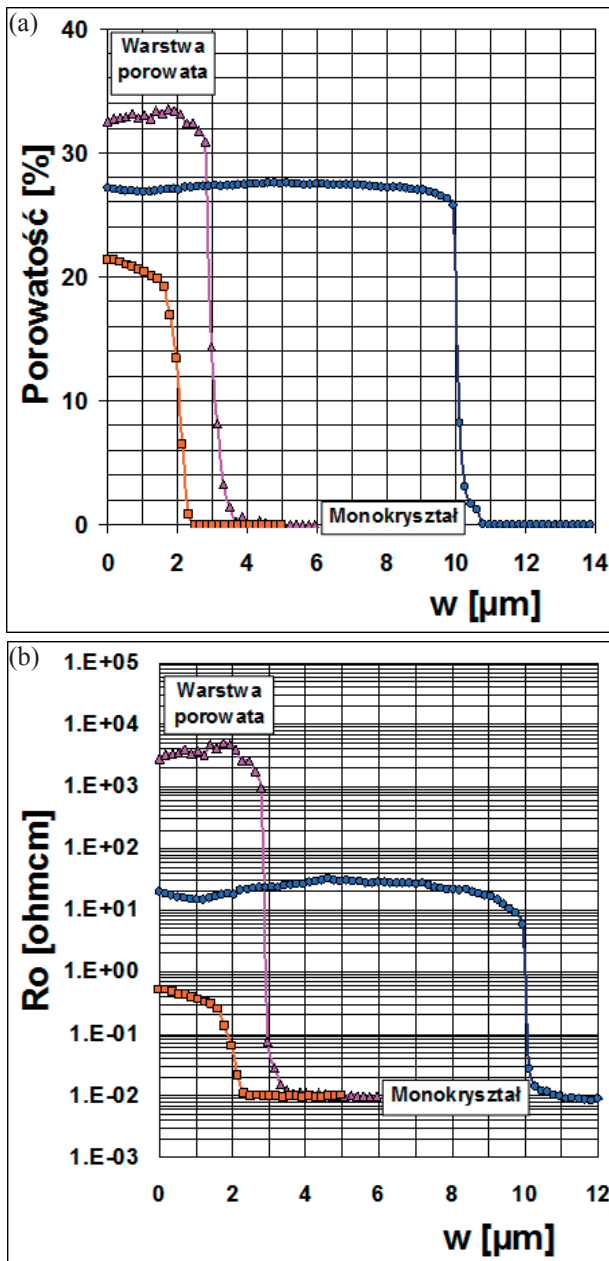 (a)
40
30
20
10
0
Porowatość [%]
Warstwa
porowata
Monokryształ
0 2 4 6 8 10 12 14
w [µm]
(b)
1.E+05
1.E+04
1.E+03
1.E+02
1.E+01
1.E+00
1.E-01
1.E-02
1.E-03
Ro [ohmcm]
Warstwa
porowata
Monokryształ
0 2 4 6 8 10 12
w [µm]